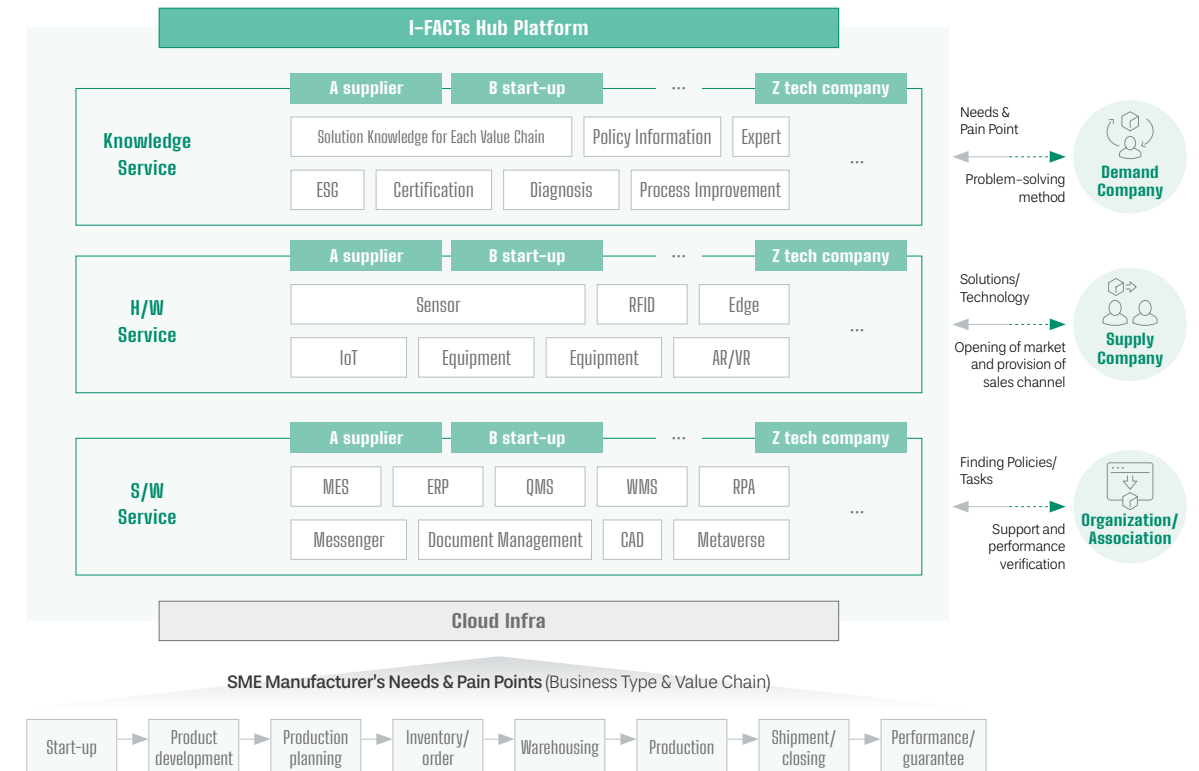 I-FACTs Hub Platform
A supplier
B start-up
...
Z tech company
Knowledge
Service
Solution Knowledge for Each Value Chain
Policy Information
Expert
...
ESG
Certification
Diagnosis
Process Improvement
Needs &
Pain Point
Problem-solving
method
Demand
Company
A supplier
B start-up
...
Z tech company
H/W
Service
Sensor
RFID
Edge
...
IoT
Equipment
Equipment
AR/VR
Solutions/
Technology
Opening of market
and provision of
sales channel
Supply
Company
A supplier
B start-up
...
Z tech company
S/W
Service
MES
ERP
QMS
WMS
RPA
...
Messenger
Document Management
CAD
Metaverse
Finding Policies/
Tasks
Support and
performance
verification
Organization/
Association
Cloud Infra
SME Manufacturer's Needs & Pain Points (Business Type & Value Chain)
Start-up
Product
development
Production
planning
Inventory/
order
Warehousing
Production
Shipment/
closing
Performance/
guarantee